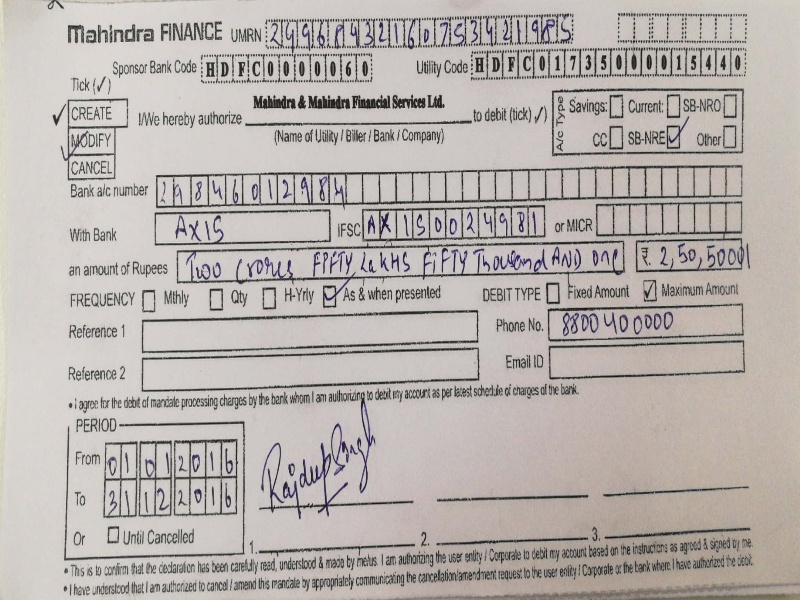 Mahindra FINANCE UMRN 24968432160753421985
Sponsor Bank Code HDFC0000060 Utility Code HDFC01735000015440
Tick (✓)
CREATE
MODIFY
CANCEL
I/We hereby authorize Mahindra & Mahindra Financial Services Ltd. to debit (tick) ✓)
(Name of Utility / Biller / Bank / Company)
A/c Type Savings: Current: SB-NRO
CC SB-NRE ✓ Other
Bank a/c number 29846012984
With Bank AXIS IFSC AXIS0024981 or MICR
an amount of Rupees Two crores FIFTY Lakhs FiFTY Thousand AND one ₹ 2,50,50001
FREQUENCY Mthly Qty H-Yrly ✓ As & when presented DEBIT TYPE Fixed Amount ✓ Maximum Amount
Reference 1 Phone No. 8800400000
Reference 2 Email ID
• I agree for the debit of mandate processing charges by the bank whom I am authorizing to debit my account as per latest schedule of charges of the bank.
PERIOD
From 01012016
To 31122016
Or Until Cancelled
Rajdeep Singh
1. 2. 3.
• This is to confirm that the declaration has been carefully read, understood & made by me/us. I am authorizing the user entity / Corporate to debit my account based on the instructions as agreed & signed by me.
• I have understood that I am authorized to cancel / amend this mandate by appropriately communicating the cancellation/amendment request to the user entity / Corporate or the bank where I have authorized the debit.